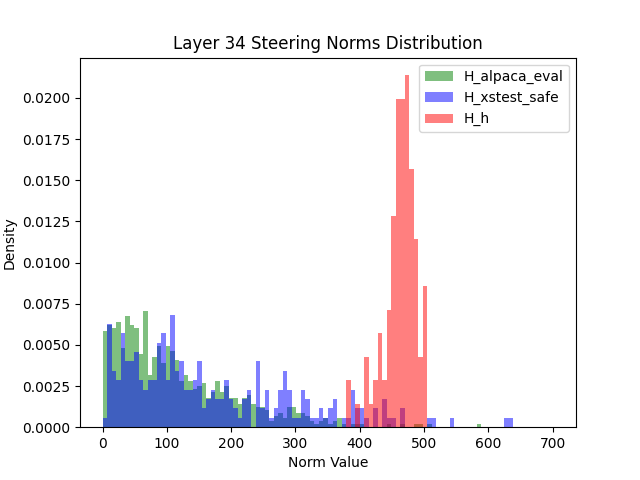 Layer 34 Steering Norms Distribution
H_alpaca_eval
H_xstest_safe
H_h
Density
0.0200
0.0175
0.0150
0.0125
0.0100
0.0075
0.0050
0.0025
0.0000
0 100 200 300 400 500 600 700
Norm Value